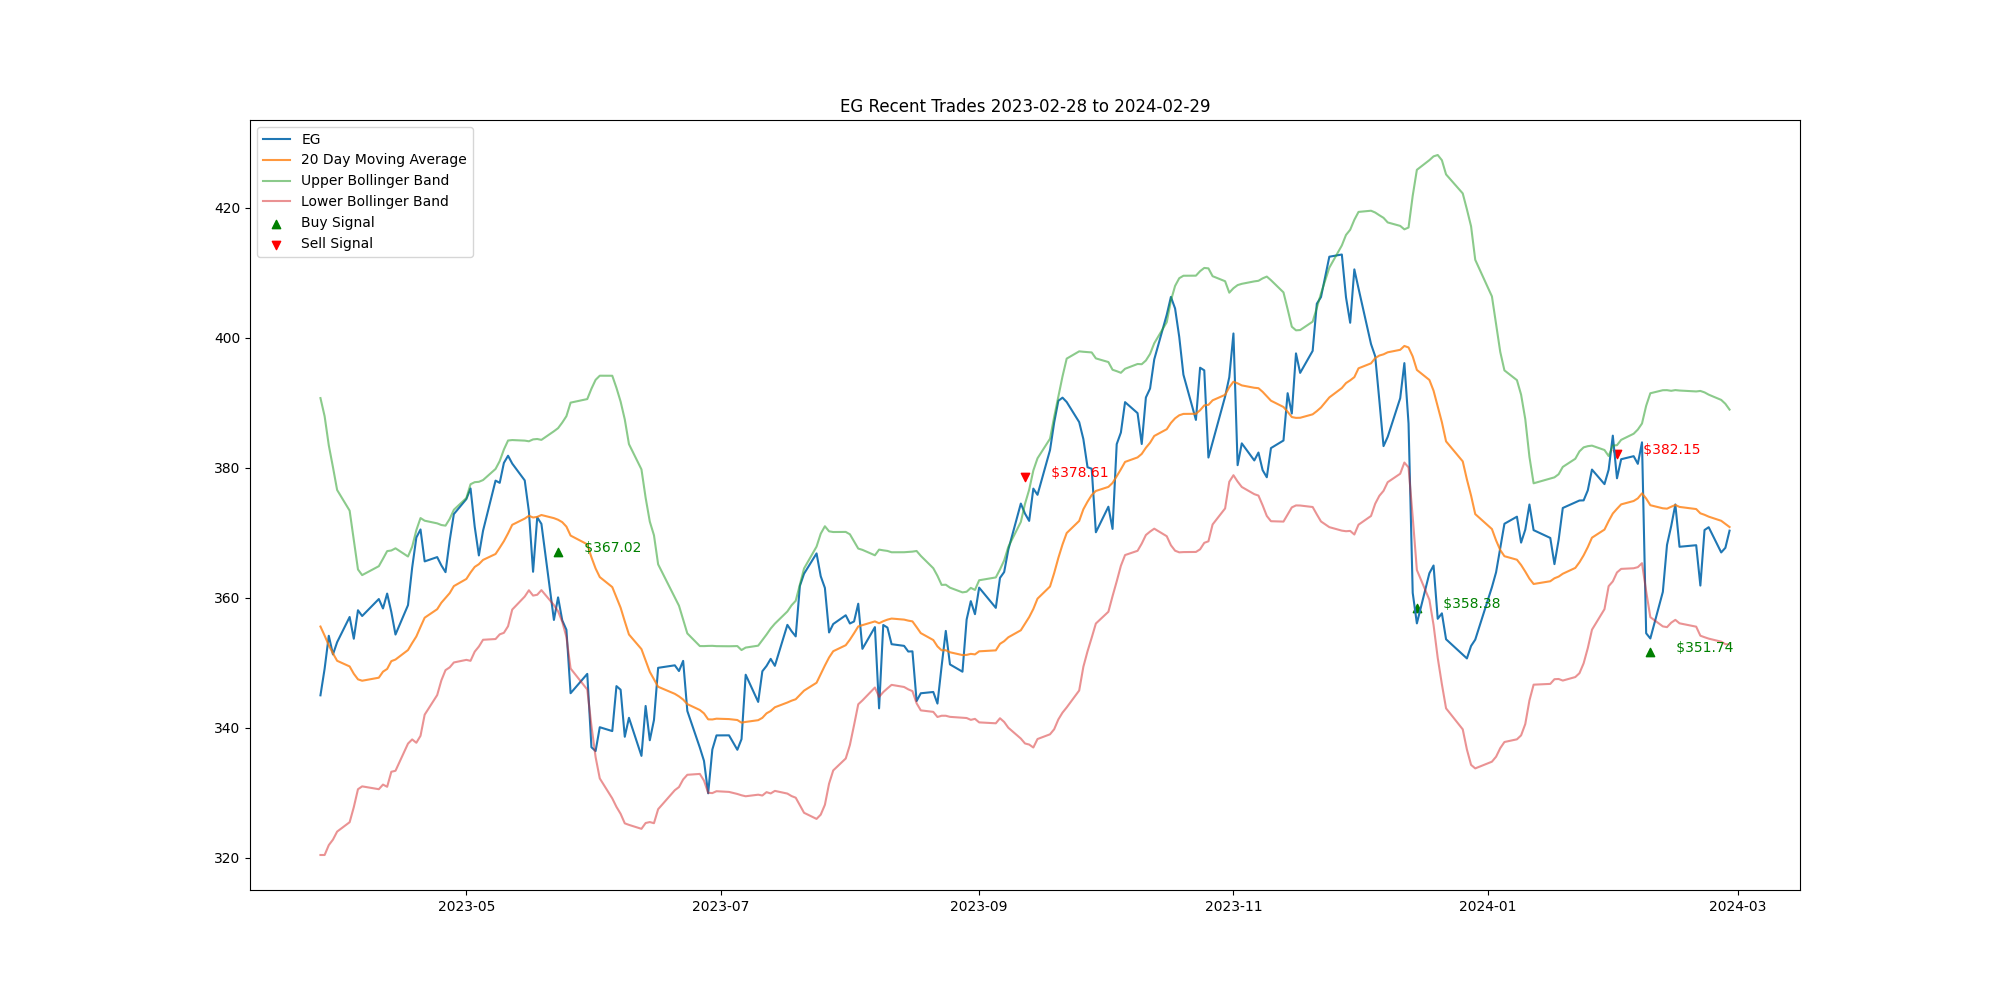 EG Recent Trades 2023-02-28 to 2024-02-29
EG
20 Day Moving Average
Upper Bollinger Band
Lower Bollinger Band
Buy Signal
Sell Signal
420
400
380
360
340
320
$367.02
$378.61
$358.38
$382.15
$351.74
2023-05
2023-07
2023-09
2023-11
2024-01
2024-03